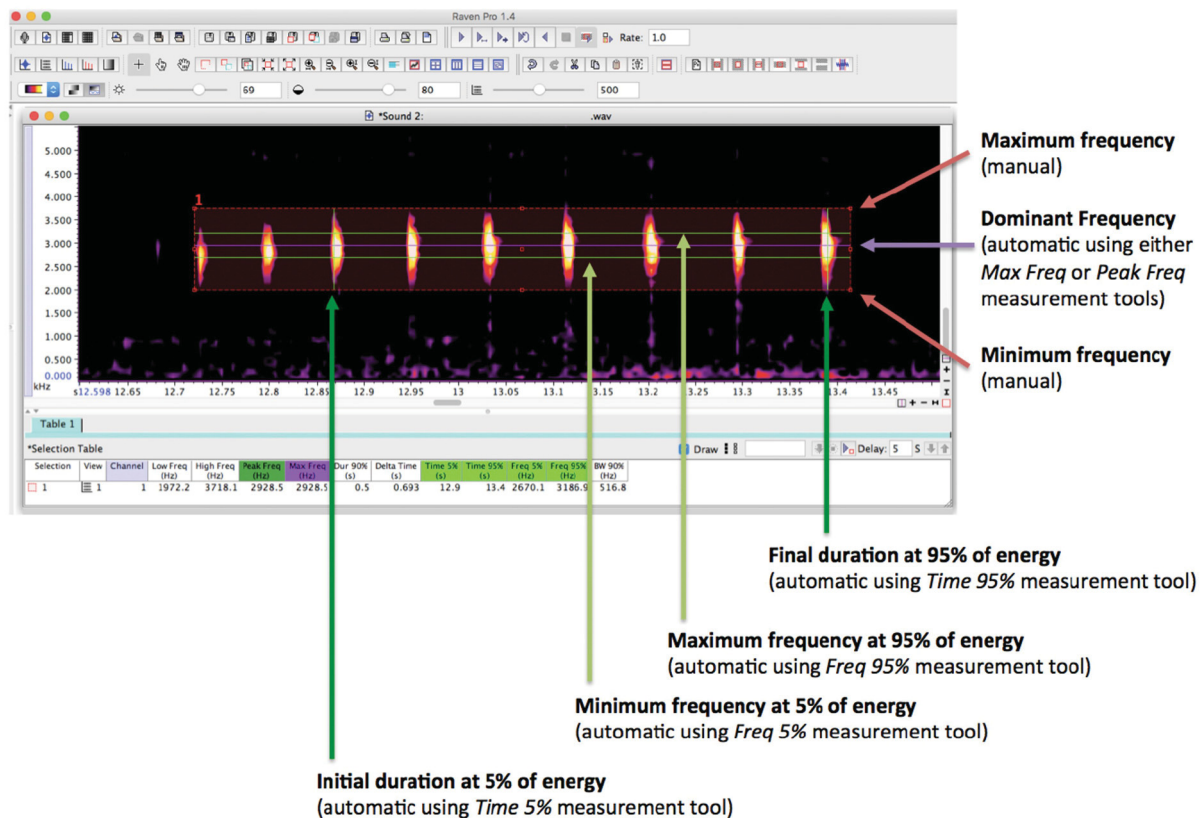 Raven Pro 1.4
Rate: 1.0
69 80 500
*Sound 2: .wav
5.000
4.500
4.000
3.500
3.000
2.500
2.000
1.500
1.000
0.500
0.000
kHz
1
s12.598 12.65 12.7 12.75 12.8 12.85 12.9 12.95 13 13.05 13.1 13.15 13.2 13.25 13.3 13.35 13.4 13.45
Maximum frequency
(manual)
Dominant Frequency
(automatic using either
Max Freq or Peak Freq
measurement tools)
Minimum frequency
(manual)
Table 1
*Selection Table Draw Delay: 5 S
Selection View Channel Low Freq (Hz) High Freq (Hz) Peak Freq (Hz) Max Freq (Hz) Dur 90% (s) Delta Time (s) Time 5% (s) Time 95% (s) Freq 5% (Hz) Freq 95% (Hz) BW 90% (Hz)
1 1 1 1972.2 3718.1 2928.5 2928.5 0.5 0.693 12.9 13.4 2670.1 3186.9 516.8
Final duration at 95% of energy
(automatic using Time 95% measurement tool)
Maximum frequency at 95% of energy
(automatic using Freq 95% measurement tool)
Minimum frequency at 5% of energy
(automatic using Freq 5% measurement tool)
Initial duration at 5% of energy
(automatic using Time 5% measurement tool)